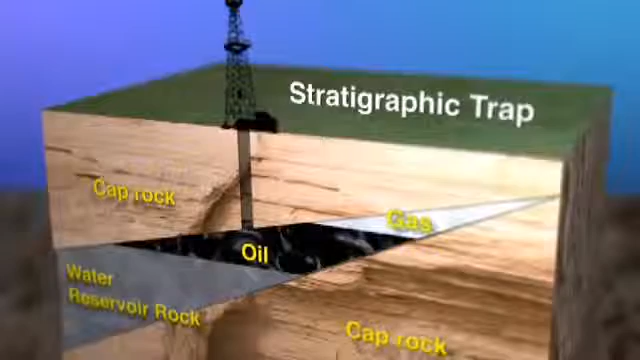 Stratigraphic Trap
Cap rock
Gas
Oil
Water
Reservoir Rock
Cap rock